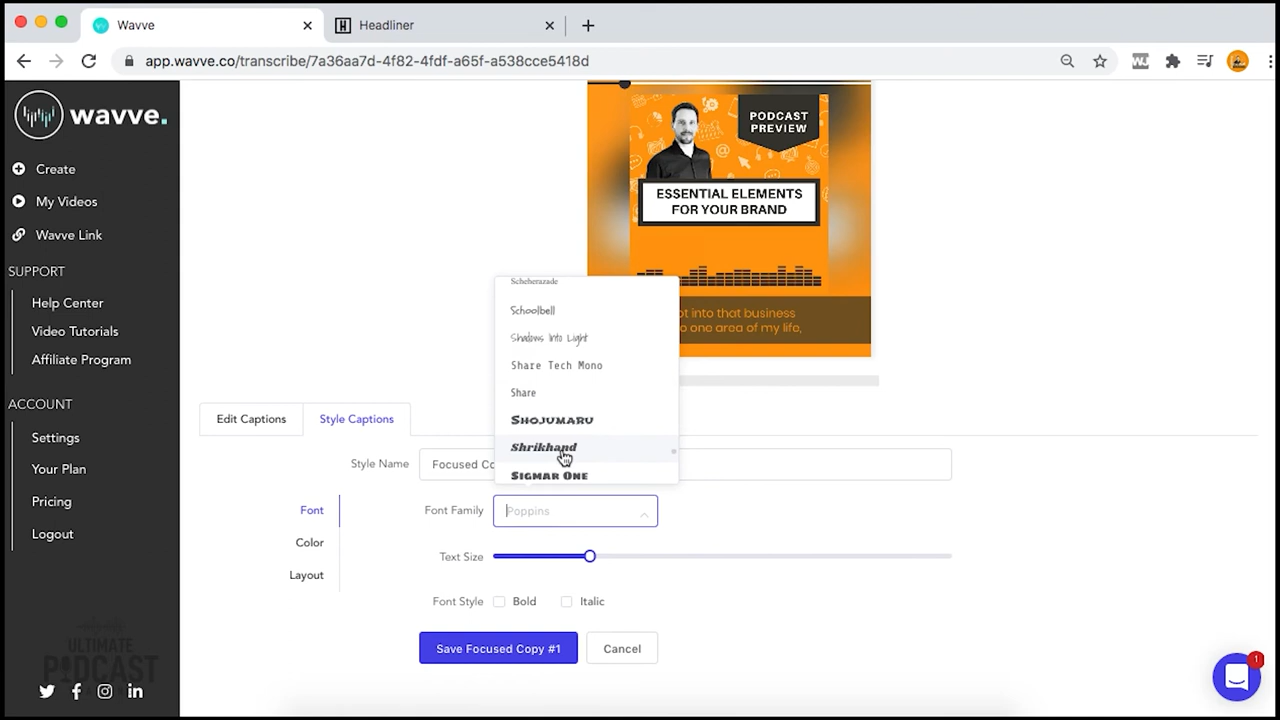 Wavve
Headliner
app.wavve.co/transcribe/7a36aa7d-4f82-4fdf-a65f-a538cce5418d
wavve.
Create
My Videos
Wavve Link
SUPPORT
Help Center
Video Tutorials
Affiliate Program
ACCOUNT
Settings
Your Plan
Pricing
Logout
ULTIMATE
PODCAST
PODCAST
PREVIEW
ESSENTIAL ELEMENTS
FOR YOUR BRAND
ot into that business
o one area of my life,
Scheherazade
Schoolbell
Shadows Into Light
Share Tech Mono
Share
Shojumaru
Shrikhand
Sigmar One
Edit Captions
Style Captions
Style Name
Focused Co
Font
Color
Layout
Font Family
Poppins
Text Size
Font Style
Bold
Italic
Save Focused Copy #1
Cancel
1